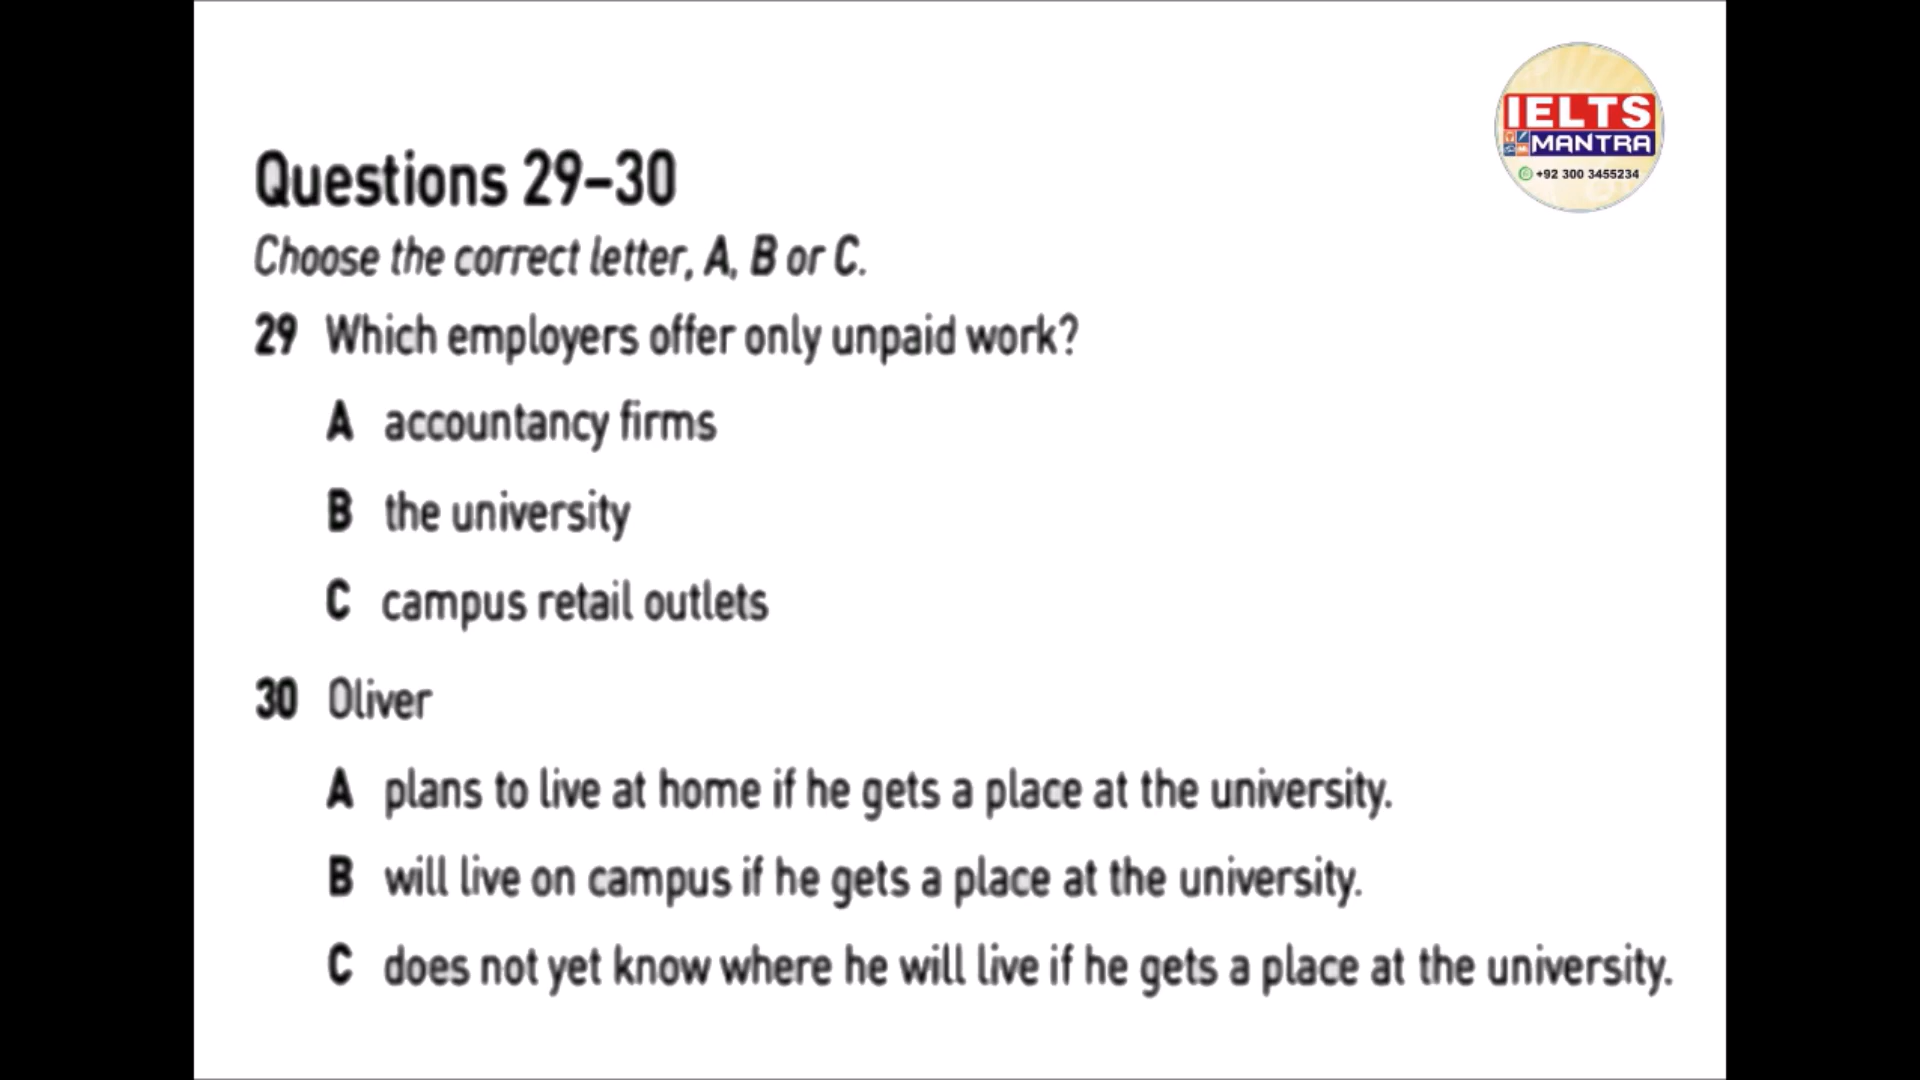 IELTS
MANTRA
+92 300 3455234
Questions 29–30
Choose the correct letter, A, B or C.
29 Which employers offer only unpaid work?
A accountancy firms
B the university
C campus retail outlets
30 Oliver
A plans to live at home if he gets a place at the university.
B will live on campus if he gets a place at the university.
C does not yet know where he will live if he gets a place at the university.